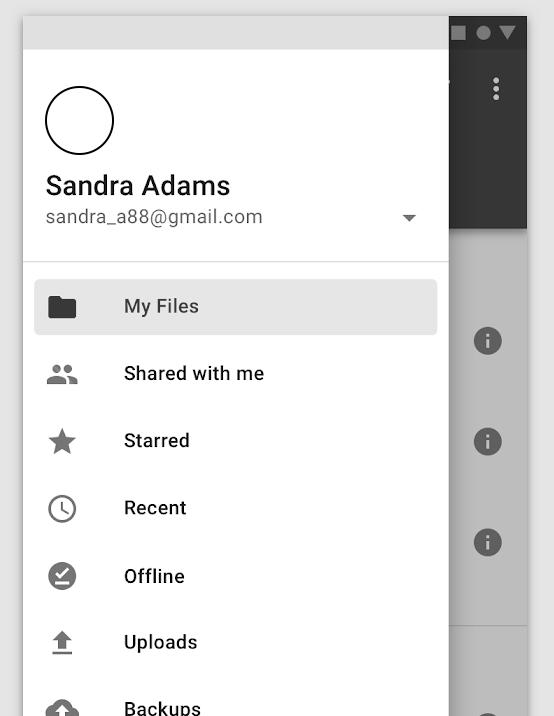 Sandra Adams
sandra_a88@gmail.com
My Files
Shared with me
Starred
Recent
Offline
Uploads
Backups